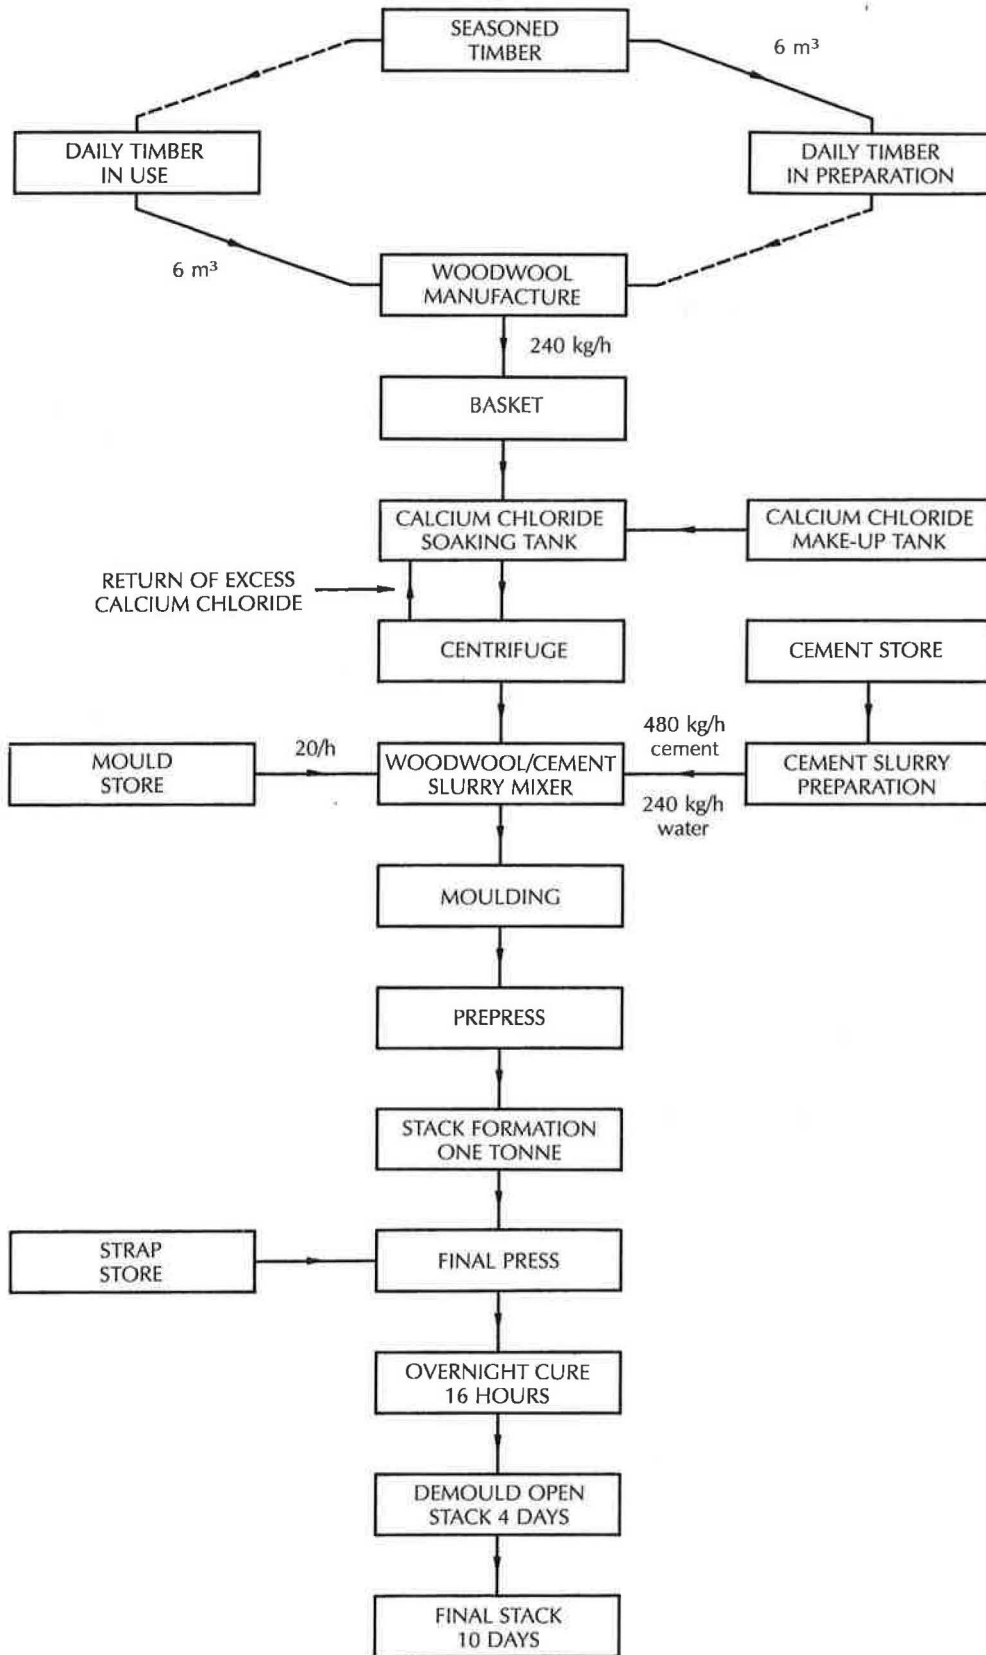 SEASONED
TIMBER
6 m³
DAILY TIMBER
IN USE
DAILY TIMBER
IN PREPARATION
6 m³
WOODWOOL
MANUFACTURE
240 kg/h
BASKET
CALCIUM CHLORIDE
SOAKING TANK
CALCIUM CHLORIDE
MAKE-UP TANK
RETURN OF EXCESS
CALCIUM CHLORIDE
CENTRIFUGE
CEMENT STORE
MOULD
STORE
20/h
WOODWOOL/CEMENT
SLURRY MIXER
480 kg/h
cement
240 kg/h
water
CEMENT SLURRY
PREPARATION
MOULDING
PREPRESS
STACK FORMATION
ONE TONNE
STRAP
STORE
FINAL PRESS
OVERNIGHT CURE
16 HOURS
DEMOULD OPEN
STACK 4 DAYS
FINAL STACK
10 DAYS